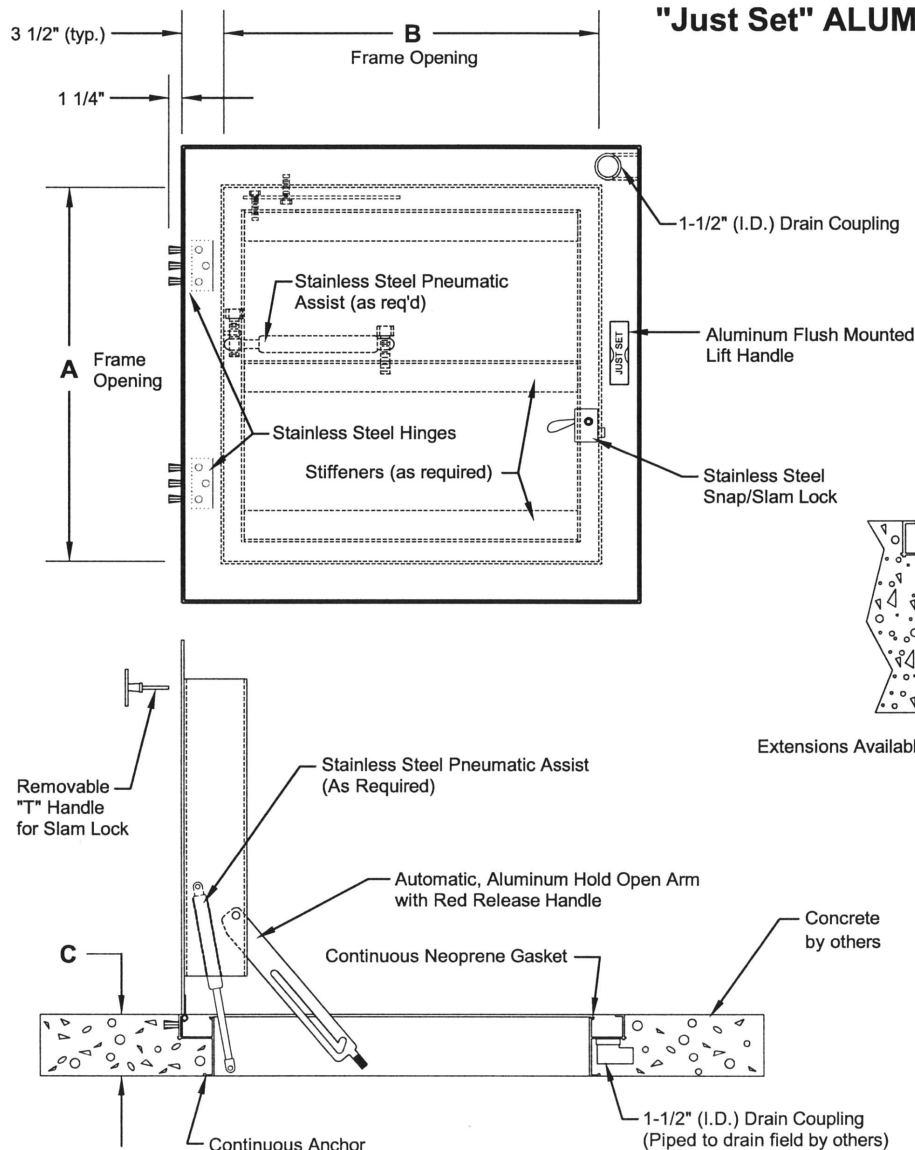 "Just Set" ALUM
3 1/2" (typ.)
B
Frame Opening
1 1/4"
1-1/2" (I.D.) Drain Coupling
Stainless Steel Pneumatic
Assist (as req'd)
JUST SET
Aluminum Flush Mounted
Lift Handle
A
Frame
Opening
Stainless Steel Hinges
Stiffeners (as required)
Stainless Steel
Snap/Slam Lock
Extensions Availabl
Removable
"T" Handle
for Slam Lock
Stainless Steel Pneumatic Assist
(As Required)
Automatic, Aluminum Hold Open Arm
with Red Release Handle
Concrete
by others
C
Continuous Neoprene Gasket
1-1/2" (I.D.) Drain Coupling
(Piped to drain field by others)
Continuous Anchor